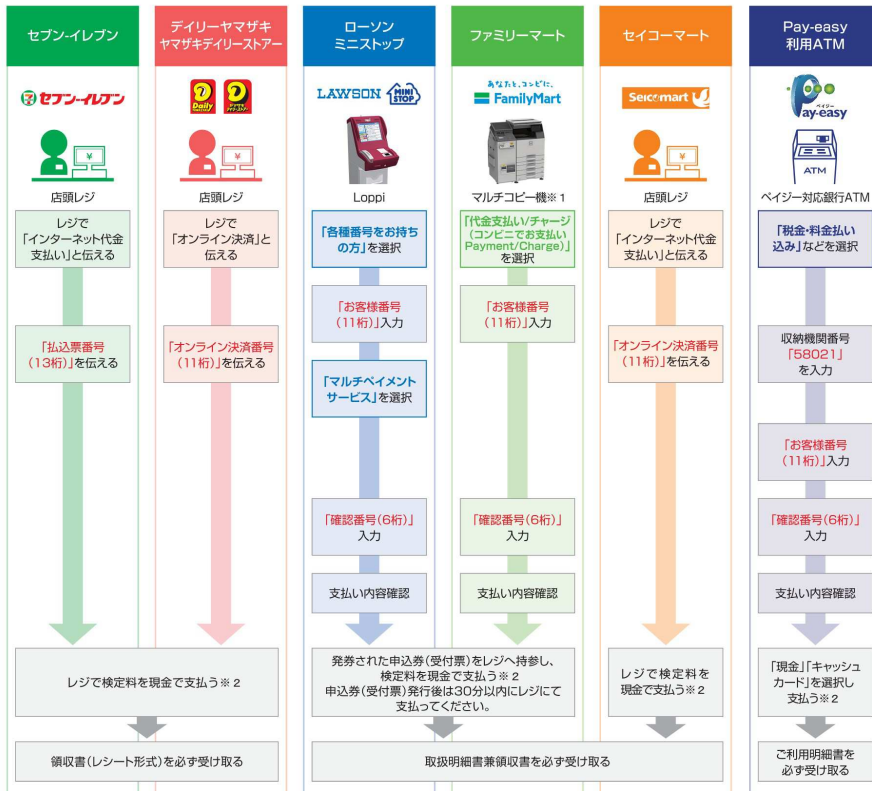 セブン-イレブン
セブン-イレブン
¥
店頭レジ
レジで
「インターネット代金
支払い」と伝える
「払込票番号
(13桁)」を伝える
デイリーヤマザキ
ヤマザキデイリーストアー
Daily
¥
店頭レジ
レジで
「オンライン決済」と
伝える
「オンライン決済番号
(11桁)」を伝える
レジで検定料を現金で支払う※2
領収書(レシート形式)を必ず受け取る
ローソン
ミニストップ
LAWSON
MINI
STOP
Loppi
「各種番号をお持ち
の方」を選択
「お客様番号
(11桁)」入力
「マルチペイメント
サービス」を選択
「確認番号(6桁)」
入力
支払い内容確認
ファミリーマート
あなたと、コンビに、
FamilyMart
マルチコピー機※1
「代金支払い/チャージ
(コンビニでお支払い
Payment/Charge)」
を選択
「お客様番号
(11桁)」入力
「確認番号(6桁)」
入力
支払い内容確認
発券された申込券(受付票)をレジへ持参し、
検定料を現金で支払う※2
申込券(受付票)発行後は30分以内にレジにて
支払ってください。
セイコーマート
Seicomart
¥
店頭レジ
レジで
「インターネット代金
支払い」と伝える
「オンライン決済番号
(11桁)」を伝える
レジで検定料を
現金で支払う※2
取扱明細書兼領収書を必ず受け取る
Pay-easy
利用ATM
ペイジー
Pay-easy
ATM
ペイジー対応銀行ATM
「税金・料金払い
込み」などを選択
収納機関番号
「58021」
を入力
「お客様番号
(11桁)」入力
「確認番号(6桁)」
入力
支払い内容確認
「現金」「キャッシュ
カード」を選択し
支払う※2
ご利用明細書を
必ず受け取る